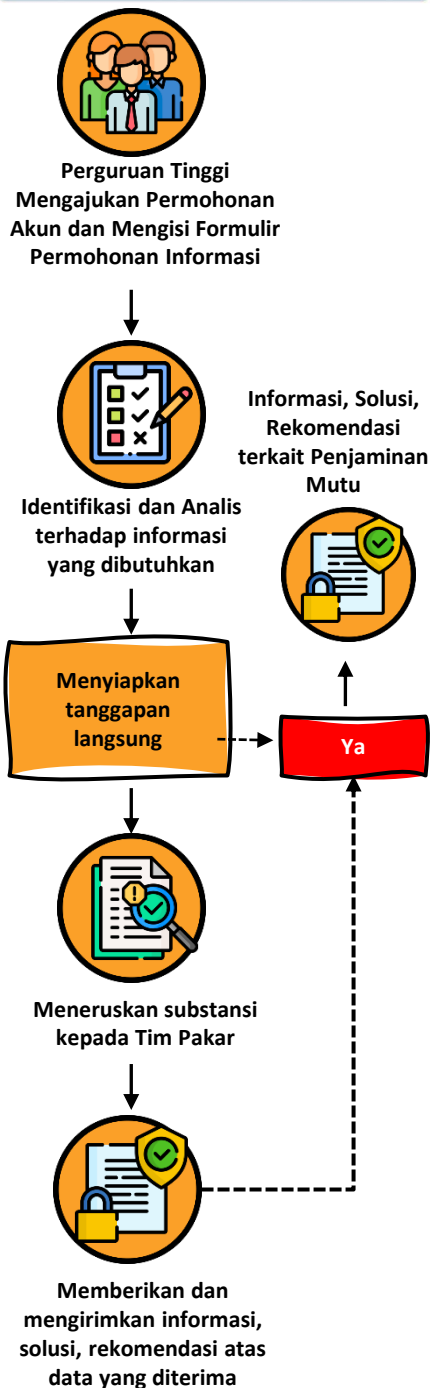 Perguruan Tinggi
Mengajukan Permohonan
Akun dan Mengisi Formulir
Permohonan Informasi
Identifikasi dan Analis
terhadap informasi
yang dibutuhkan
Informasi, Solusi,
Rekomendasi
terkait Penjaminan
Mutu
Menyiapkan
tanggapan
langsung
Ya
Meneruskan substansi
kepada Tim Pakar
Memberikan dan
mengirimkan informasi,
solusi, rekomendasi atas
data yang diterima